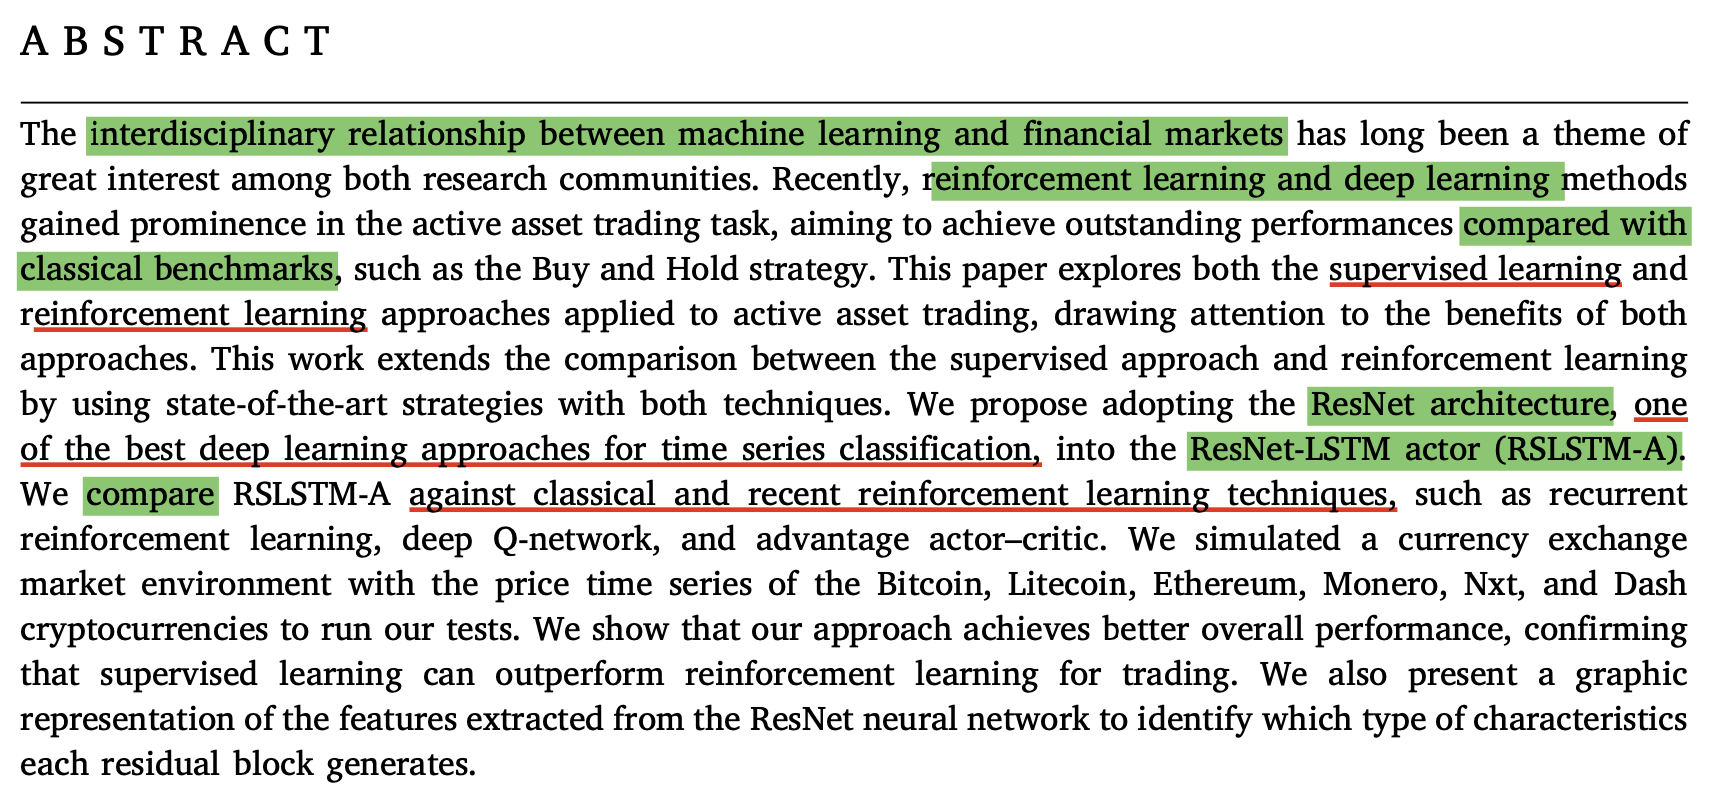 ABSTRACT
The interdisciplinary relationship between machine learning and financial markets has long been a theme of
great interest among both research communities. Recently, reinforcement learning and deep learning methods
gained prominence in the active asset trading task, aiming to achieve outstanding performances compared with
classical benchmarks, such as the Buy and Hold strategy. This paper explores both the supervised learning and
reinforcement learning approaches applied to active asset trading, drawing attention to the benefits of both
approaches. This work extends the comparison between the supervised approach and reinforcement learning
by using state-of-the-art strategies with both techniques. We propose adopting the ResNet architecture, one
of the best deep learning approaches for time series classification, into the ResNet-LSTM actor (RSLSTM-A).
We compare RSLSTM-A against classical and recent reinforcement learning techniques, such as recurrent
reinforcement learning, deep Q-network, and advantage actor–critic. We simulated a currency exchange
market environment with the price time series of the Bitcoin, Litecoin, Ethereum, Monero, Nxt, and Dash
cryptocurrencies to run our tests. We show that our approach achieves better overall performance, confirming
that supervised learning can outperform reinforcement learning for trading. We also present a graphic
representation of the features extracted from the ResNet neural network to identify which type of characteristics
each residual block generates.